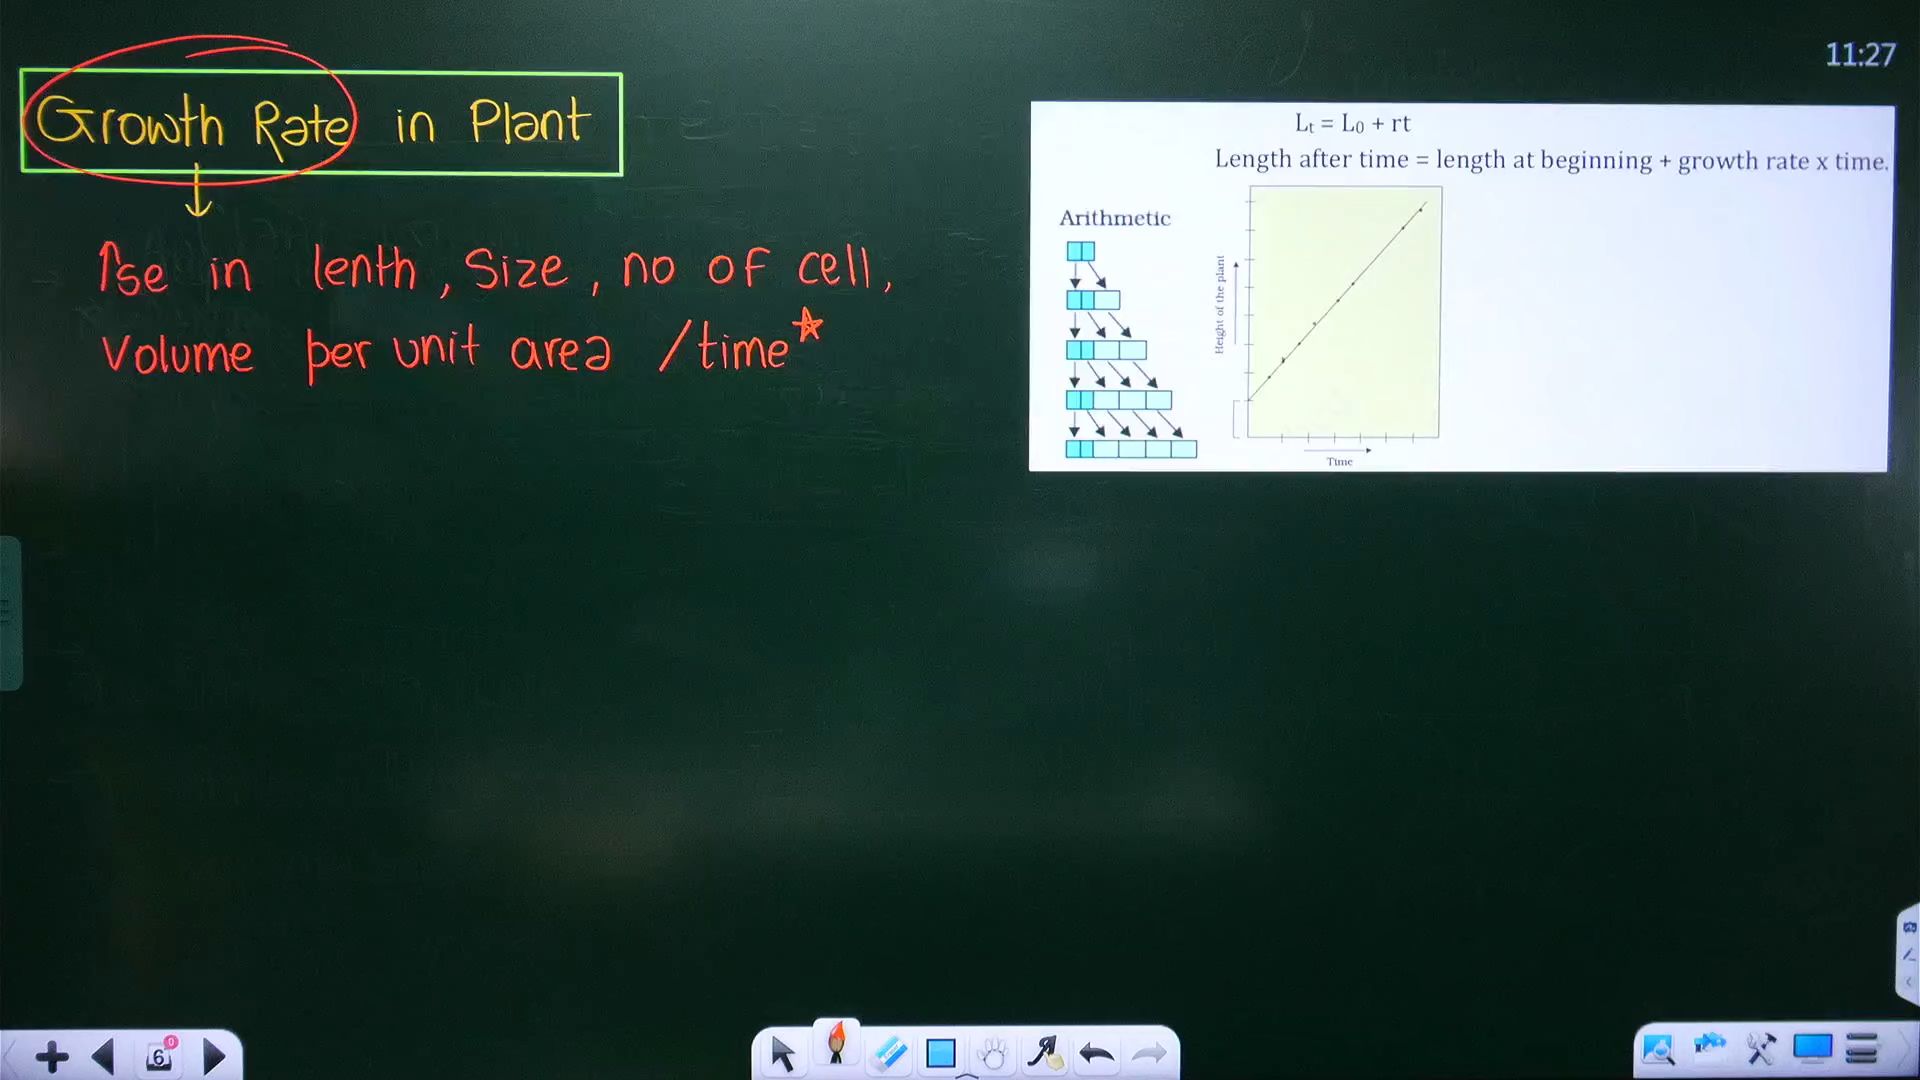 11:27
Growth Rate in Plant
↑se in lenth, Size, no of cell,
Volume per unit area /time*
Lt = L0 + rt
Length after time = length at beginning + growth rate x time.
Arithmetic
Height of the plant
Time
6
0